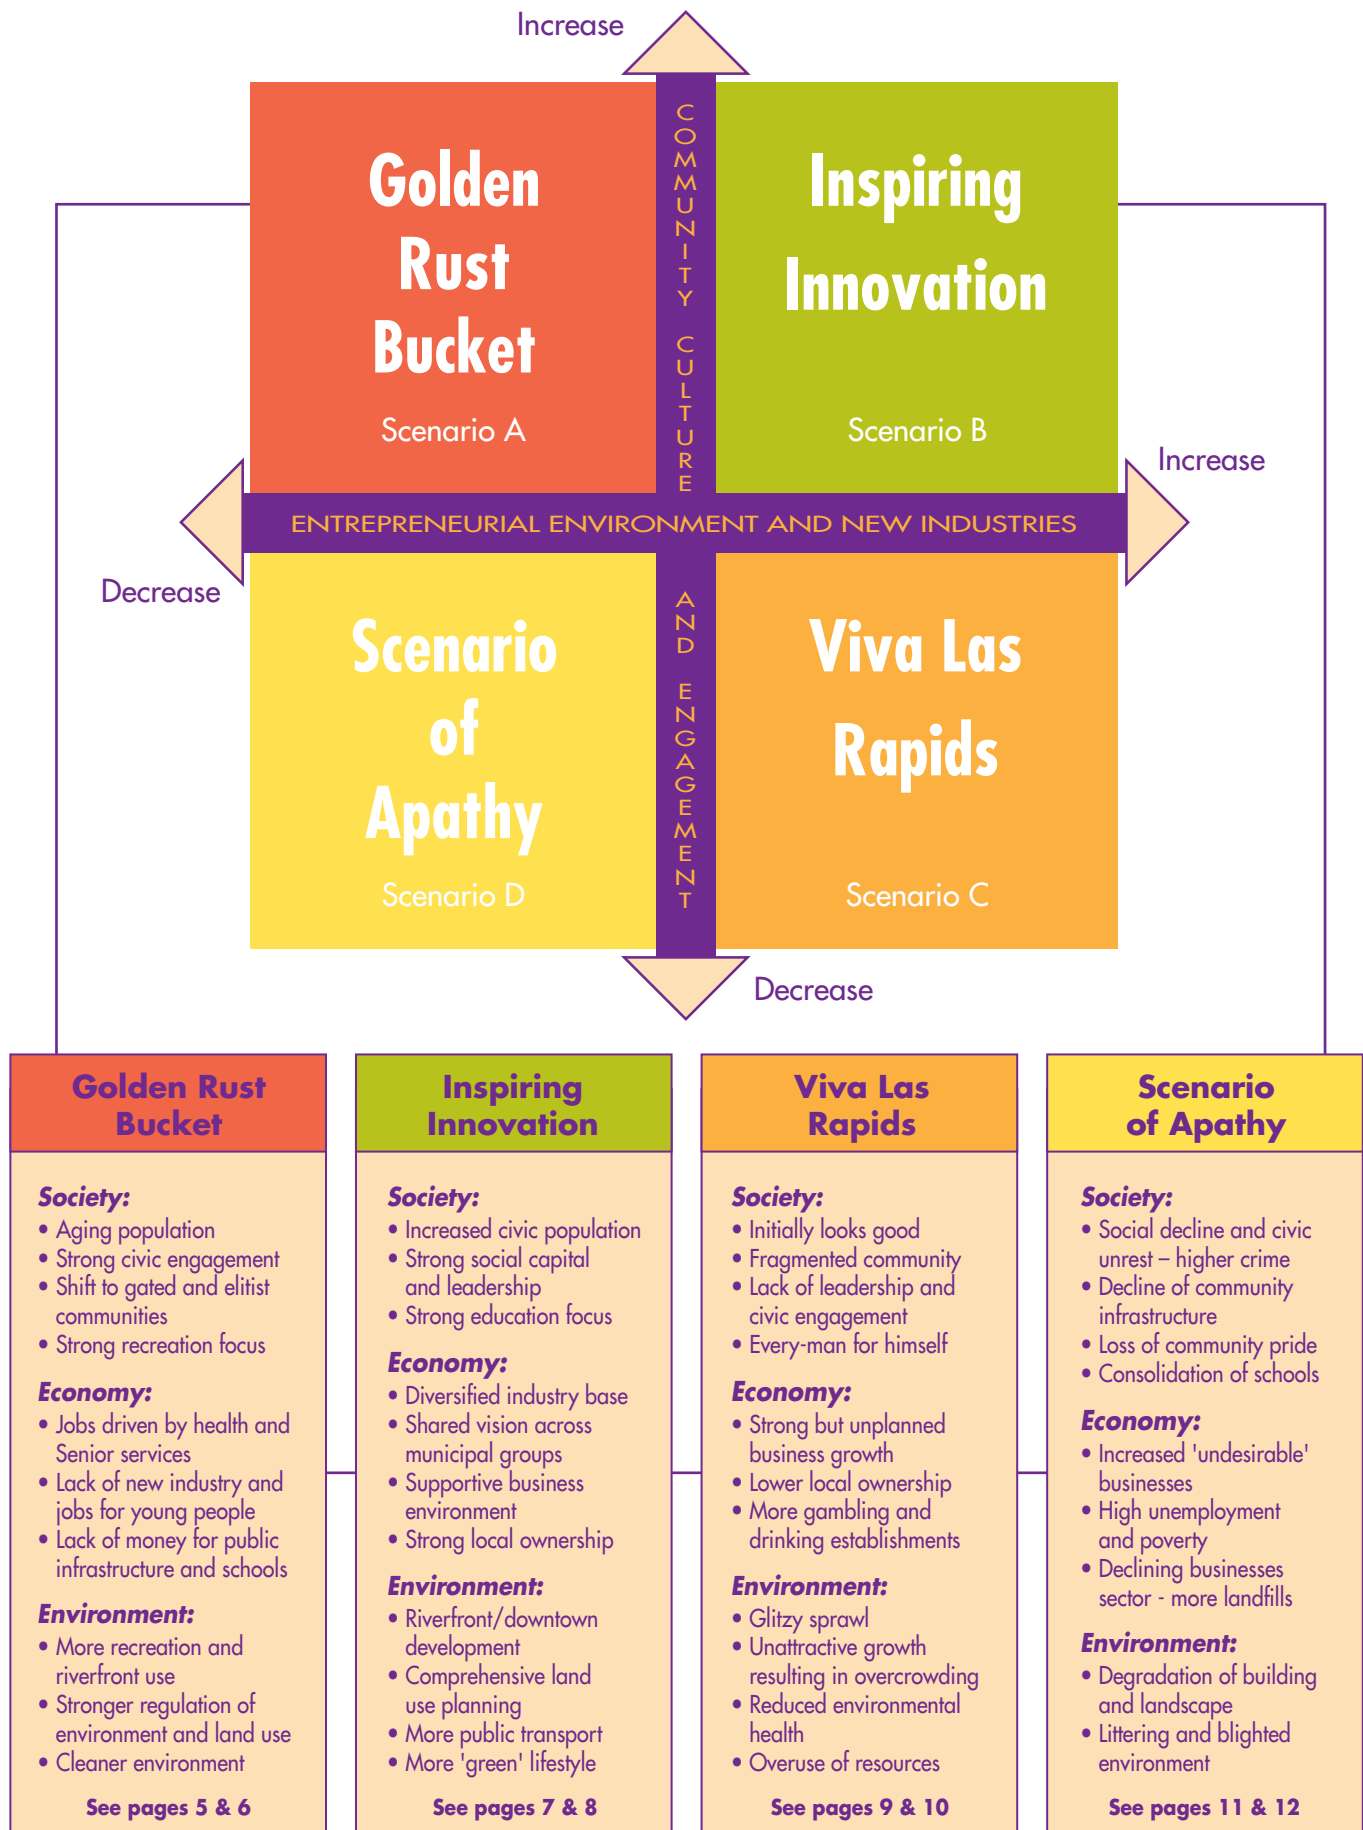 Increase
Golden
Rust
Bucket
Scenario A
COMMUNITY CULTURE AND ENGAGEMENT
Inspiring
Innovation
Scenario B
Increase
ENTREPRENEURIAL ENVIRONMENT AND NEW INDUSTRIES
Decrease
Scenario
of
Apathy
Scenario D
Viva Las
Rapids
Scenario C
Decrease
Golden Rust
Bucket
Society:
• Aging population
• Strong civic engagement
• Shift to gated and elitist
communities
• Strong recreation focus
Economy:
• Jobs driven by health and
Senior services
• Lack of new industry and
jobs for young people
• Lack of money for public
infrastructure and schools
Environment:
• More recreation and
riverfront use
• Stronger regulation of
environment and land use
• Cleaner environment
See pages 5 & 6
Inspiring
Innovation
Society:
• Increased civic population
• Strong social capital
and leadership
• Strong education focus
Economy:
• Diversified industry base
• Shared vision across
municipal groups
• Supportive business
environment
• Strong local ownership
Environment:
• Riverfront/downtown
development
• Comprehensive land
use planning
• More public transport
• More 'green' lifestyle
See pages 7 & 8
Viva Las
Rapids
Society:
• Initially looks good
• Fragmented community
• Lack of leadership and
civic engagement
• Every-man for himself
Economy:
• Strong but unplanned
business growth
• Lower local ownership
• More gambling and
drinking establishments
Environment:
• Glitzy sprawl
• Unattractive growth
resulting in overcrowding
• Reduced environmental
health
• Overuse of resources
See pages 9 & 10
Scenario
of Apathy
Society:
• Social decline and civic
unrest – higher crime
• Decline of community
infrastructure
• Loss of community pride
• Consolidation of schools
Economy:
• Increased 'undesirable'
businesses
• High unemployment
and poverty
• Declining businesses
sector - more landfills
Environment:
• Degradation of building
and landscape
• Littering and blighted
environment
See pages 11 & 12